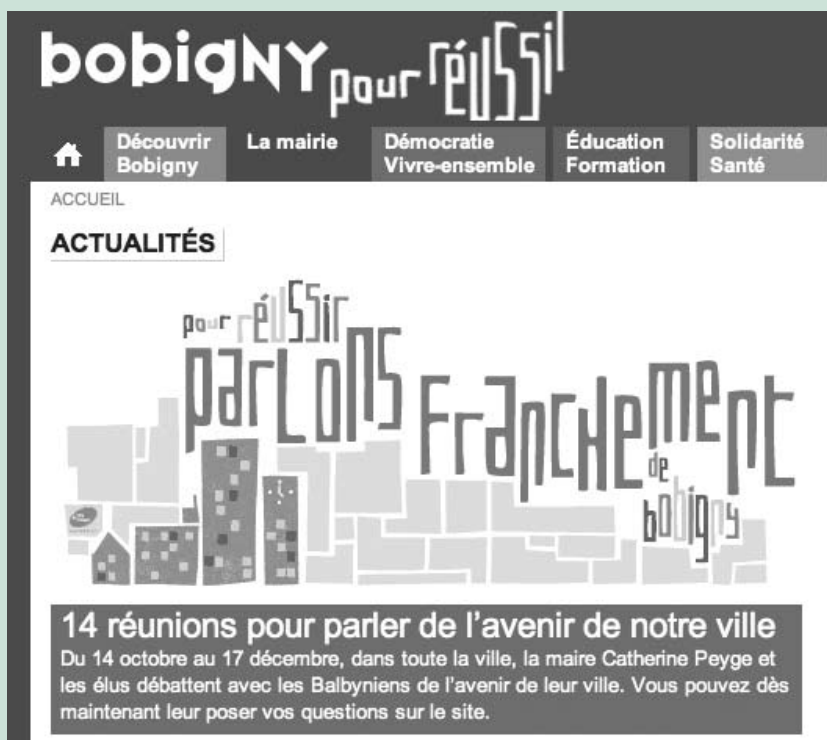 bobigny pour réussir
Découvrir Bobigny
La mairie
Démocratie Vivre-ensemble
Éducation Formation
Solidarité Santé
ACCUEIL
ACTUALITÉS
pour réussir
parlons Franchement
de
bobigny
14 réunions pour parler de l’avenir de notre ville
Du 14 octobre au 17 décembre, dans toute la ville, la maire Catherine Peyge et
les élus débattent avec les Balbyniens de l’avenir de leur ville. Vous pouvez dès
maintenant leur poser vos questions sur le site.